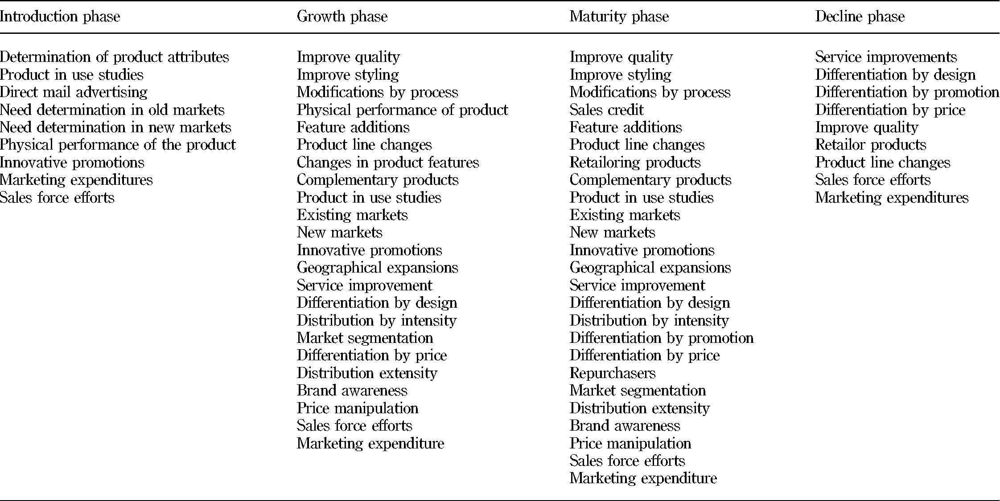 Introduction phase Growth phase Maturity phase Decline phase
Determination of product attributes Improve quality Improve quality Service improvements
Product in use studies Improve styling Improve styling Differentiation by design
Direct mail advertising Modifications by process Modifications by process Differentiation by promotion
Need determination in old markets Physical performance of product Sales credit Differentiation by price
Need determination in new markets Feature additions Feature additions Improve quality
Physical performance of the product Product line changes Product line changes Retailor products
Innovative promotions Changes in product features Retailoring products Product line changes
Marketing expenditures Complementary products Complementary products Sales force efforts
Sales force efforts Product in use studies Product in use studies Marketing expenditures
Existing markets Existing markets
New markets New markets
Innovative promotions Innovative promotions
Geographical expansions Geographical expansions
Service improvement Service improvement
Differentiation by design Differentiation by design
Distribution by intensity Distribution by intensity
Market segmentation Differentiation by promotion
Differentiation by price Differentiation by price
Distribution extensity Repurchasers
Brand awareness Market segmentation
Price manipulation Distribution extensity
Sales force efforts Brand awareness
Marketing expenditure Price manipulation
Sales force efforts
Marketing expenditure